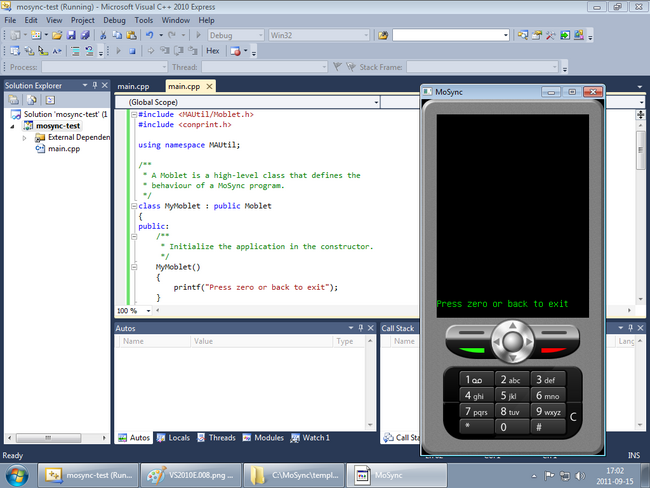 mosync-test (Running) - Microsoft Visual C++ 2010 Express
File Edit View Project Debug Tools Window Help
Debug Win32
Hex
Process: Thread: Stack Frame:
Solution Explorer
main.cpp main.cpp
(Global Scope)
Solution 'mosync-test' (1
mosync-test
External Depender
main.cpp
#include <MAUtil/Moblet.h>
#include <conprint.h>
using namespace MAUtil;
/**
* A Moblet is a high-level class that defines the
* behaviour of a MoSync program.
*/
class MyMoblet : public Moblet
{
public:
/**
* Initialize the application in the constructor.
*/
MyMoblet()
{
printf("Press zero or back to exit");
}
100 %
Autos
Name Value Type
Autos Locals Threads Modules Watch 1
Call Stack
Name Lang
Call Sta
MoSync
Press zero or back to exit
1 2 abc 3 def
4 ghi 5 jkl 6 mno
7 pqrs 8 tuv 9 wxyz
* 0 #
C
Ready INS
mosync-test (Run... VS2010E.008.png ... C:\MoSync\templ... MoSync
17:02
2011-09-15